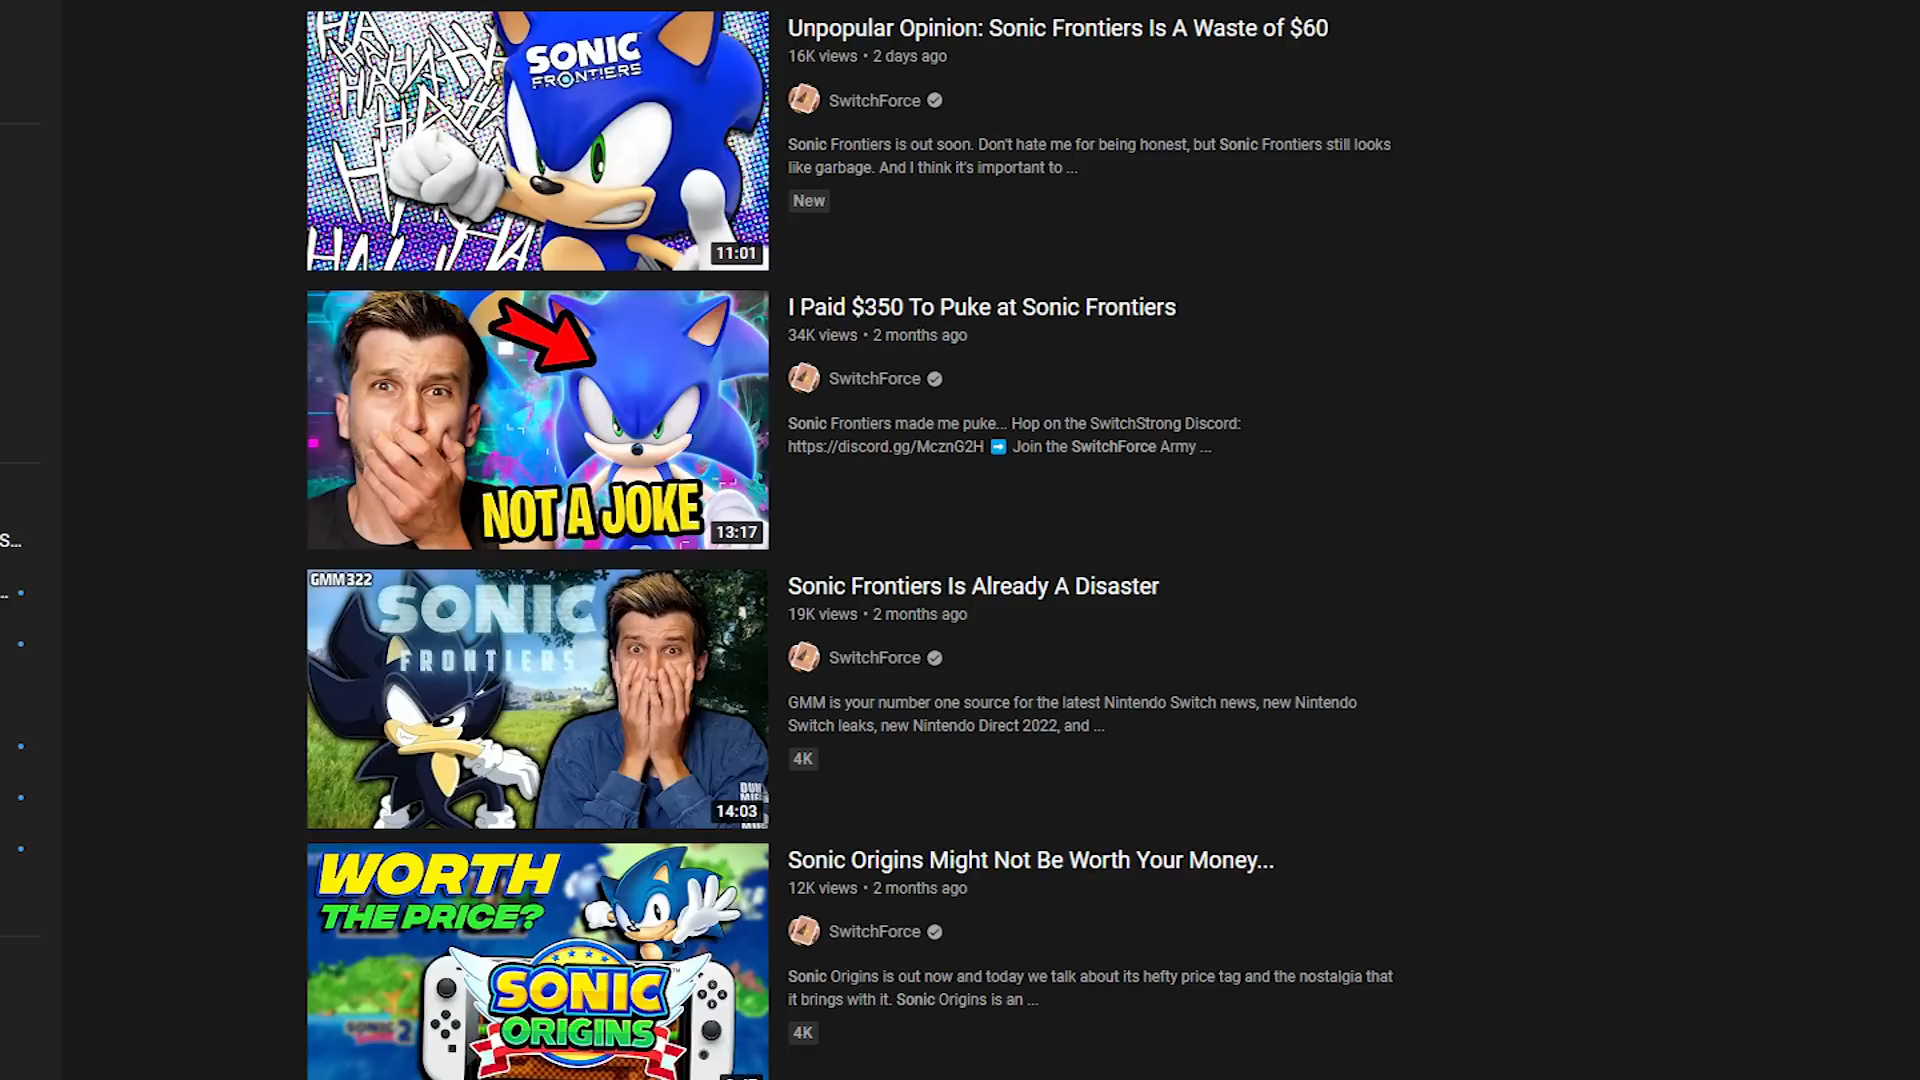 SONIC
FRONTIERS
11:01
Unpopular Opinion: Sonic Frontiers Is A Waste of $60
16K views • 2 days ago
SwitchForce
Sonic Frontiers is out soon. Don't hate me for being honest, but Sonic Frontiers still looks
like garbage. And I think it's important to ...
New
NOT A JOKE
13:17
I Paid $350 To Puke at Sonic Frontiers
34K views • 2 months ago
SwitchForce
Sonic Frontiers made me puke... Hop on the SwitchStrong Discord:
https://discord.gg/McznG2H ➡ Join the SwitchForce Army ...
S...
GMM322
SONIC
FRONTIERS
14:03
Sonic Frontiers Is Already A Disaster
19K views • 2 months ago
SwitchForce
GMM is your number one source for the latest Nintendo Switch news, new Nintendo
Switch leaks, new Nintendo Direct 2022, and ...
4K
WORTH
THE PRICE?
SONIC
ORIGINS
Sonic Origins Might Not Be Worth Your Money...
12K views • 2 months ago
SwitchForce
Sonic Origins is out now and today we talk about its hefty price tag and the nostalgia that
it brings with it. Sonic Origins is an ...
4K